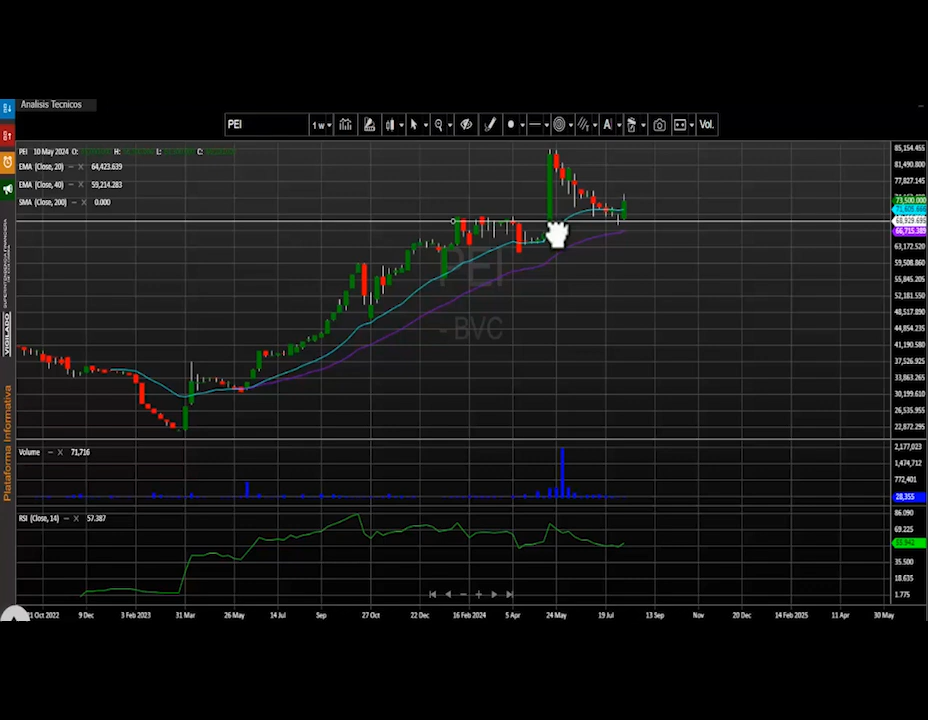 Analisis Tecnicos
PEI
1 w
A
Vol.
PEI 10 May 2024 O: H: L: C:
EMA (Close, 20) 64,423.639
EMA (Close, 40) 59,214.283
SMA (Close, 200) 0.000
85,154.455
81,490.800
77,827.145
73,500.000
68,929.695
66,715.389
63,172.520
59,508.860
55,845.205
52,181.550
48,517.890
44,854.235
41,190.580
37,526.925
33,863.265
30,199.610
26,535.955
22,872.295
PEI
- BVC
VIGILADO
Plataforma Informativa
Volume 71,716
2,177,023
1,474,712
772,401
28,355
RSI (Close, 14) 57.387
86.090
69.225
35.500
18.635
1.775
9 Dec
3 Feb 2023
31 Mar
26 May
14 Jul
Sep
27 Oct
22 Dec
16 Feb 2024
5 Apr
24 May
19 Jul
13 Sep
Nov
20 Dec
14 Feb 2025
11 Apr
30 May